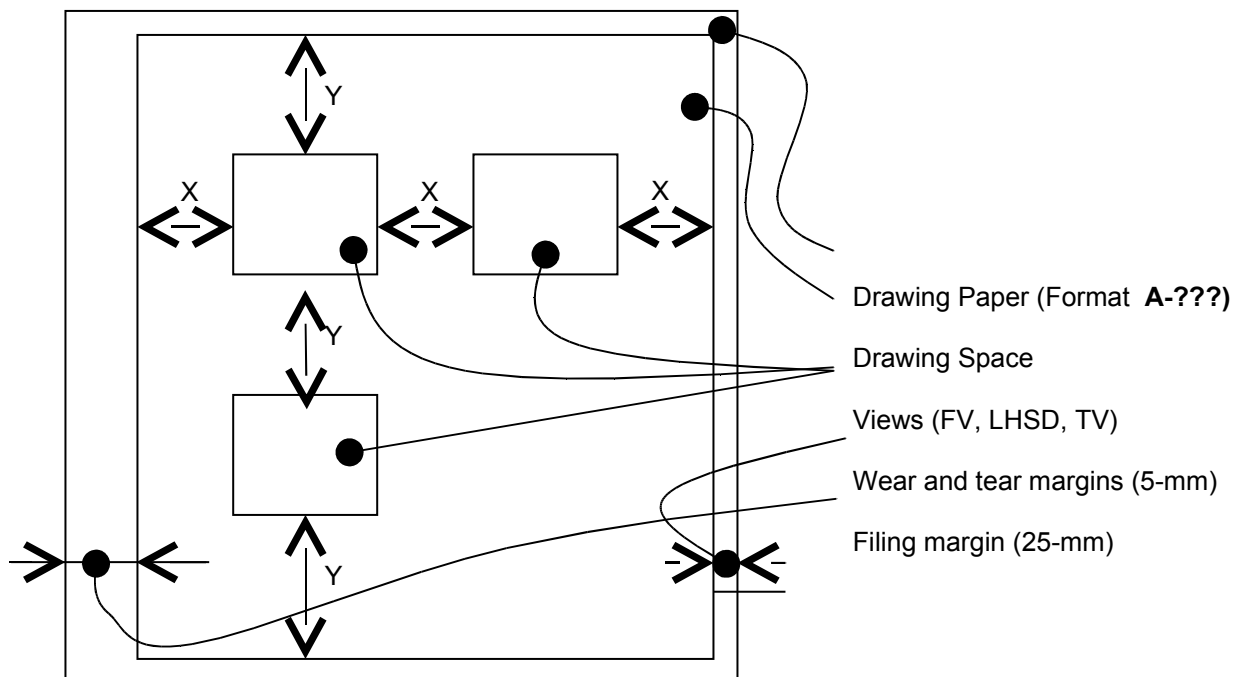 Y
X
X
X
Drawing Paper (Format A-???)
Y
Drawing Space
Views (FV, LHSD, TV)
Wear and tear margins (5-mm)
Filing margin (25-mm)
Y